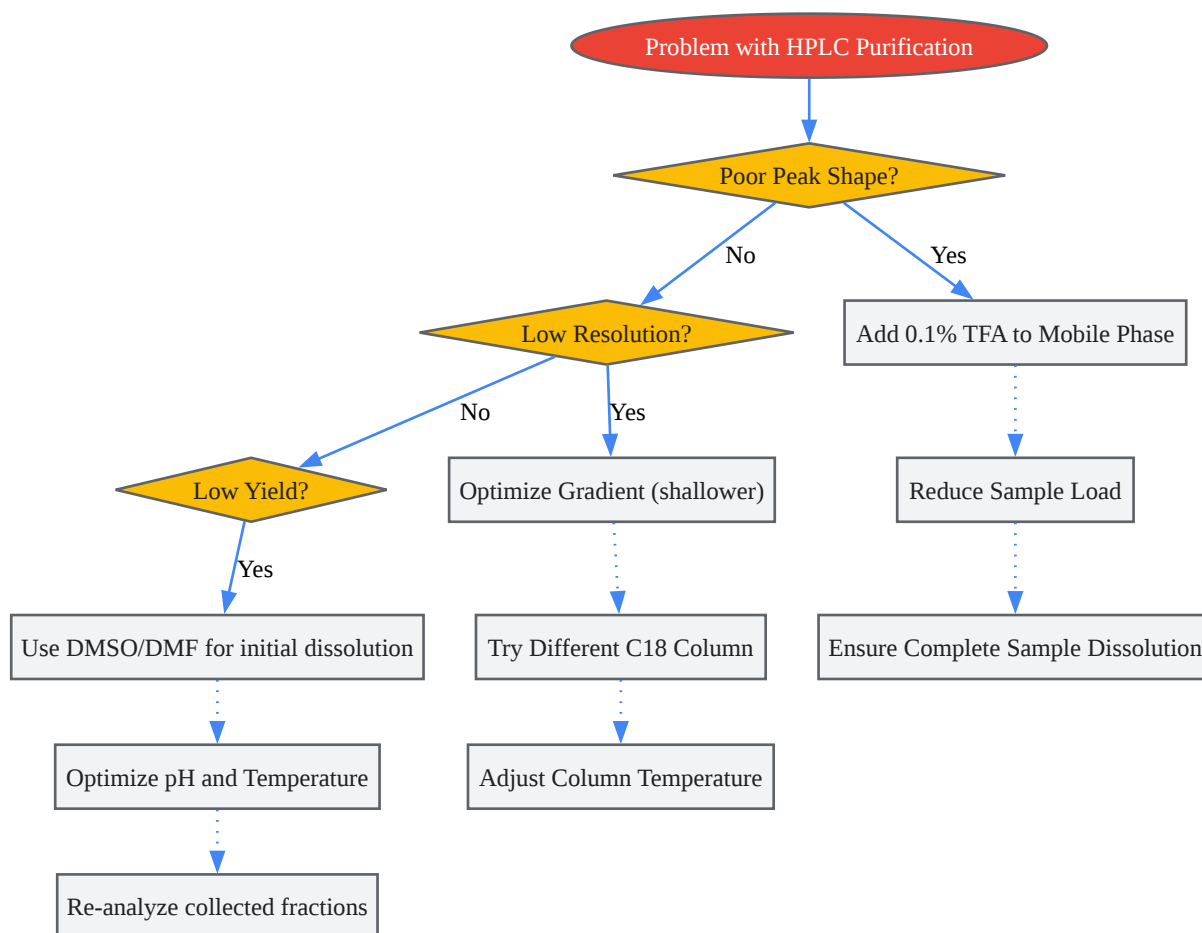 Problem with HPLC Purification
Poor Peak Shape?
No
Yes
Low Resolution?
Add 0.1% TFA to Mobile Phase
No
Yes
Low Yield?
Optimize Gradient (shallower)
Reduce Sample Load
Yes
Use DMSO/DMF for initial dissolution
Try Different C18 Column
Ensure Complete Sample Dissolution
Optimize pH and Temperature
Adjust Column Temperature
Re-analyze collected fractions